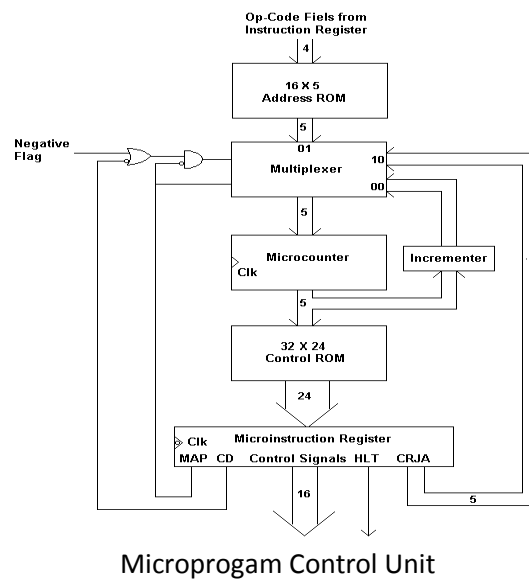 Op-Code Fiels from
Instruction Register
4
16 X 5
Address ROM
5
Negative
Flag
01
Multiplexer
10
00
5
Microcounter
Clk
Incrementer
5
32 X 24
Control ROM
24
Clk
Microinstruction Register
MAP CD Control Signals HLT CRJA
16
5
Microprogam Control Unit